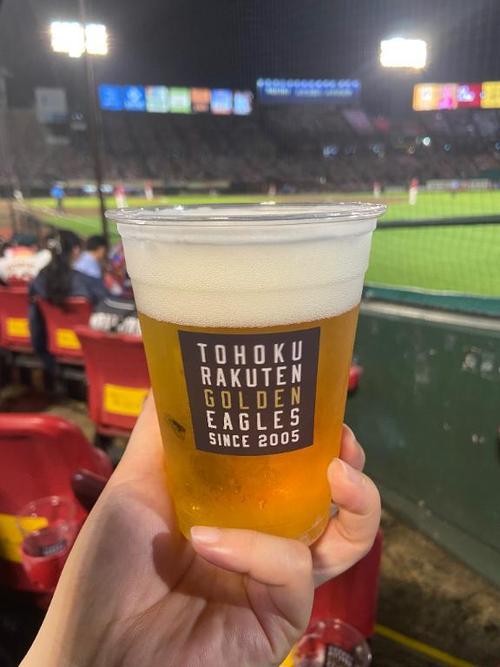 TOHOKU
RAKUTEN
GOLDEN
EAGLES
SINCE 2005